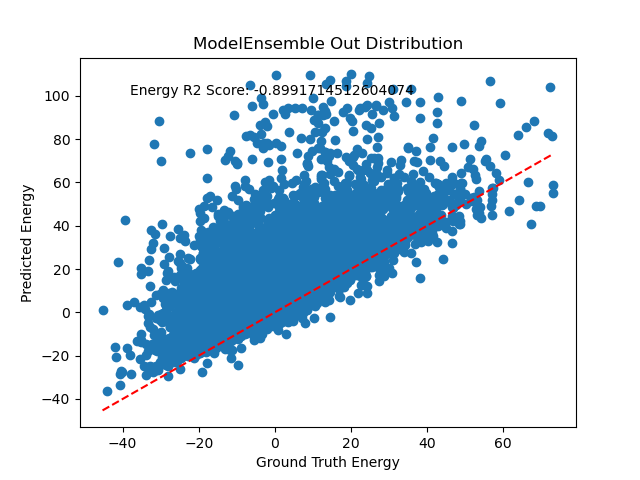 ModelEnsemble Out Distribution
Energy R2 Score: -0.8991714512604074
100
80
60
40
20
0
−20
−40
Predicted Energy
−40 −20 0 20 40 60
Ground Truth Energy